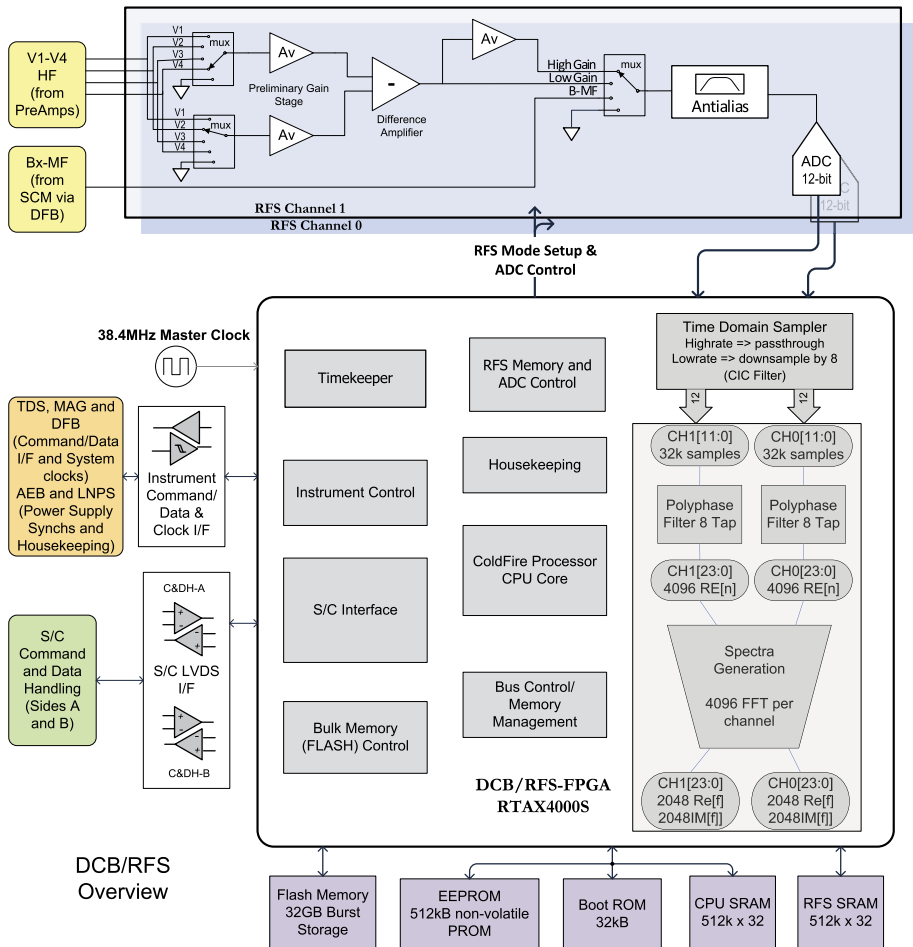 V1-V4
HF
(from
PreAmps)
Bx-MF
(from
SCM via
DFB)
V1
V2
V3
V4
mux
Av
Preliminary Gain
Stage
V1
V2
V3
V4
mux
Av
-
Difference
Amplifier
Av
High Gain
Low Gain
B-MF
mux
Antialias
ADC
12-bit
C
12-bit
RFS Channel 1
RFS Channel 0
RFS Mode Setup &
ADC Control
38.4MHz Master Clock
TDS, MAG and
DFB
(Command/Data
I/F and System
clocks)
AEB and LNPS
(Power Supply
Synchs and
Housekeeping)
Instrument
Command/
Data &
Clock I/F
S/C
Command
and Data
Handling
(Sides A
and B)
C&DH-A
+
-
-
+
S/C LVDS
I/F
+
-
-
+
C&DH-B
Timekeeper
Instrument Control
S/C Interface
Bulk Memory
(FLASH) Control
RFS Memory and
ADC Control
Housekeeping
ColdFire Processor
CPU Core
Bus Control/
Memory
Management
DCB/RFS-FPGA
RTAX4000S
Time Domain Sampler
Highrate => passthrough
Lowrate => downsample by 8
(CIC Filter)
12
12
CH1[11:0]
32k samples
CH0[11:0]
32k samples
Polyphase
Filter 8 Tap
Polyphase
Filter 8 Tap
CH1[23:0]
4096 RE[n]
CH0[23:0]
4096 RE[n]
Spectra
Generation
4096 FFT per
channel
CH1[23:0]
2048 Re[f]
2048IM[f]]
CH0[23:0]
2048 Re[f]
2048IM[f]]
DCB/RFS
Overview
Flash Memory
32GB Burst
Storage
EEPROM
512kB non-volatile
PROM
Boot ROM
32kB
CPU SRAM
512k x 32
RFS SRAM
512k x 32